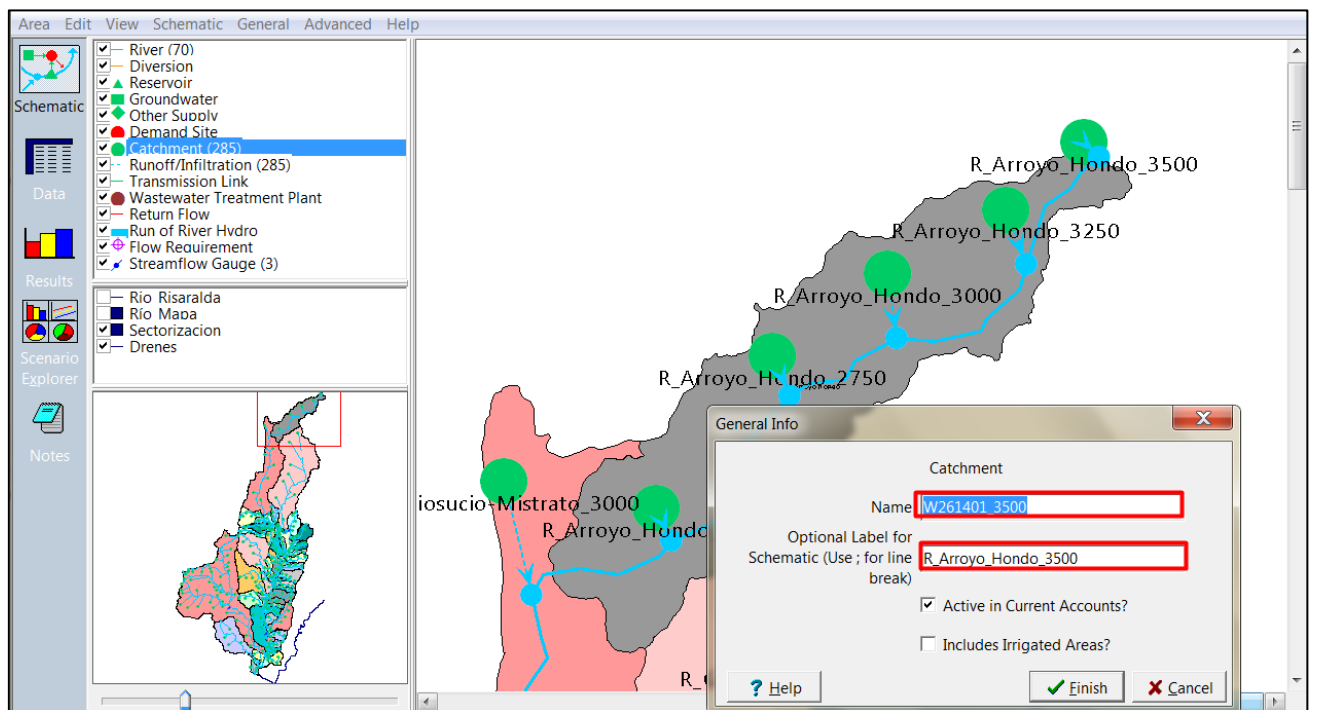 Area Edit View Schematic General Advanced Help
Schematic
Data
Results
Scenario
Explorer
Notes
River (70)
Diversion
Reservoir
Groundwater
Other Supply
Demand Site
Catchment (285)
Runoff/Infiltration (285)
Transmission Link
Wastewater Treatment Plant
Return Flow
Run of River Hydro
Flow Requirement
Streamflow Gauge (3)
Rio Risaralda
Río Mapa
Sectorizacion
Drenes
R_Arroyo_Hondo_3500
R_Arroyo_Hondo_3250
R_Arroyo_Hondo_3000
R_Arroyo_Hondo_2750
iosucio-Mistrato_3000
R_Arroyo_Hondo
General Info
Catchment
Name W261401_3500
Optional Label for
Schematic (Use ; for line
break)
R_Arroyo_Hondo_3500
Active in Current Accounts?
Includes Irrigated Areas?
? Help
Finish
Cancel